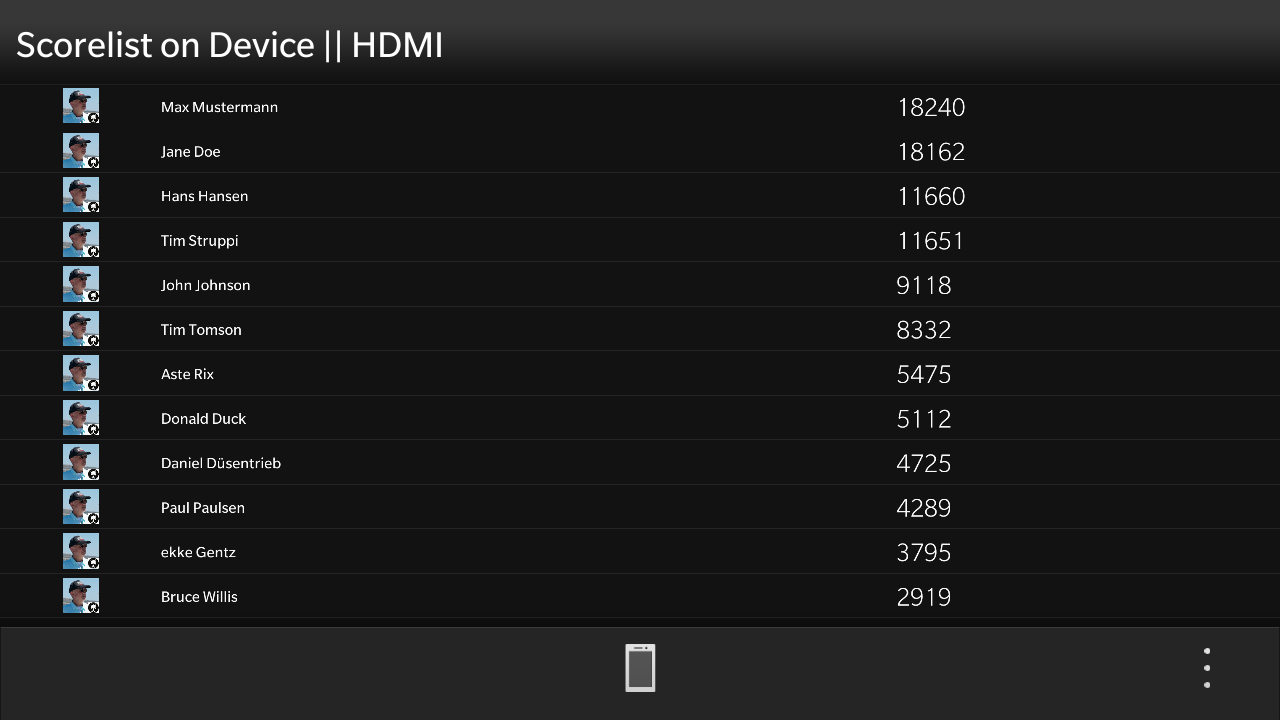 Scorelist on Device || HDMI
Max Mustermann 18240
Jane Doe 18162
Hans Hansen 11660
Tim Struppi 11651
John Johnson 9118
Tim Tomson 8332
Aste Rix 5475
Donald Duck 5112
Daniel Düsentrieb 4725
Paul Paulsen 4289
ekke Gentz 3795
Bruce Willis 2919